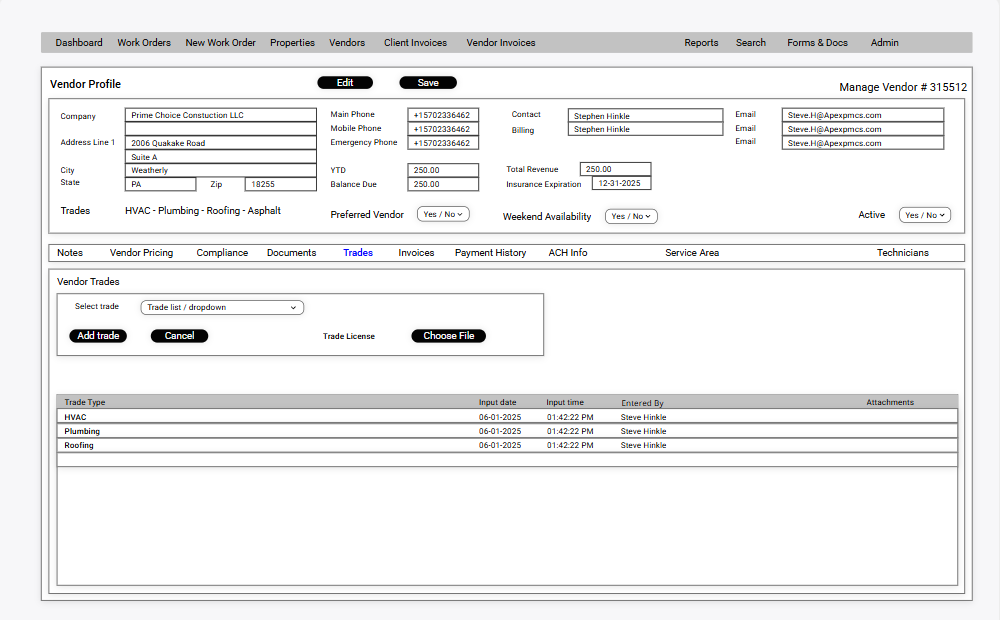 Dashboard Work Orders New Work Order Properties Vendors Client Invoices Vendor Invoices Reports Search Forms & Docs Admin
Vendor Profile Edit Save Manage Vendor # 315512
Company Prime Choice Constuction LLC Main Phone +15702336462 Contact Stephen Hinkle Email Steve.H@Apexpmcs.com
Mobile Phone +15702336462 Billing Stephen Hinkle Email Steve.H@Apexpmcs.com
Address Line 1 2006 Quakake Road Emergency Phone +15702336462 Email Steve.H@Apexpmcs.com
Suite A
City Weatherly YTD 250.00 Total Revenue 250.00
State PA Zip 18255 Balance Due 250.00 Insurance Expiration 12-31-2025
Trades HVAC - Plumbing - Roofing - Asphalt Preferred Vendor Yes / No Weekend Availability Yes / No Active Yes / No
Notes Vendor Pricing Compliance Documents Trades Invoices Payment History ACH Info Service Area Technicians
Vendor Trades
Select trade Trade list / dropdown
Add trade Cancel Trade License Choose File
Trade Type Input date Input time Entered By Attachments
HVAC 06-01-2025 01:42:22 PM Steve Hinkle
Plumbing 06-01-2025 01:42:22 PM Steve Hinkle
Roofing 06-01-2025 01:42:22 PM Steve Hinkle